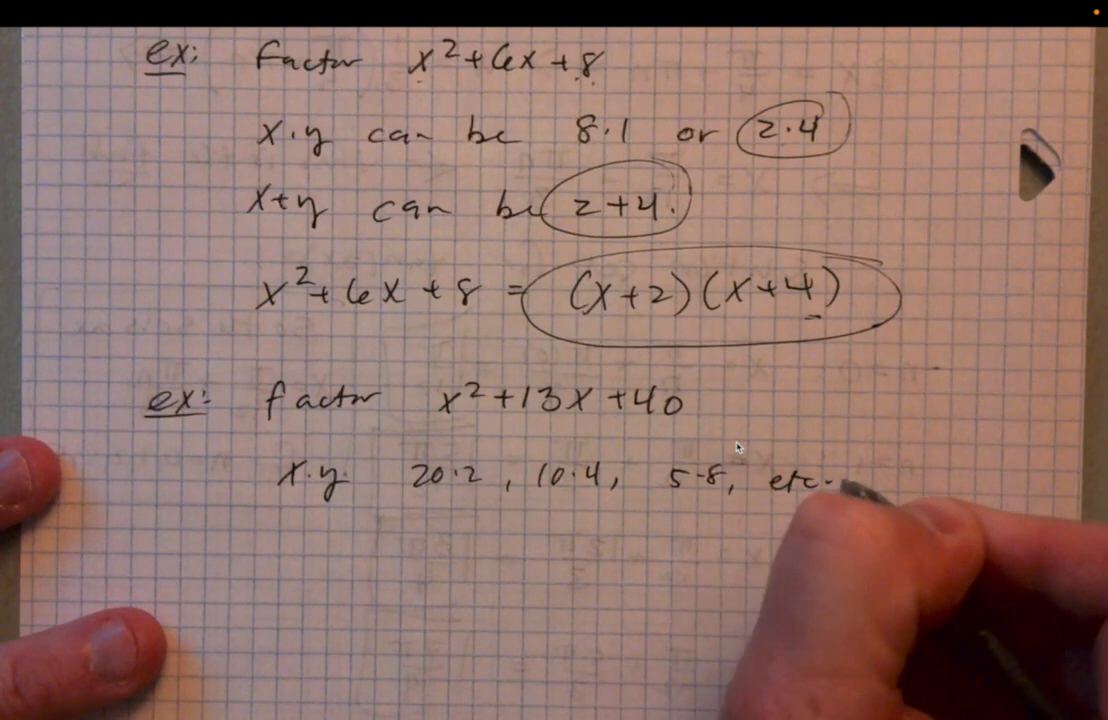 ex: Factor x²+6x+8
x·y can be 8·1 or 2·4
x+y can be 2+4.
x²+6x+8 = (x+2)(x+4)
ex: factor x²+13x+40
x·y 20·2, 10·4, 5·8, etc.